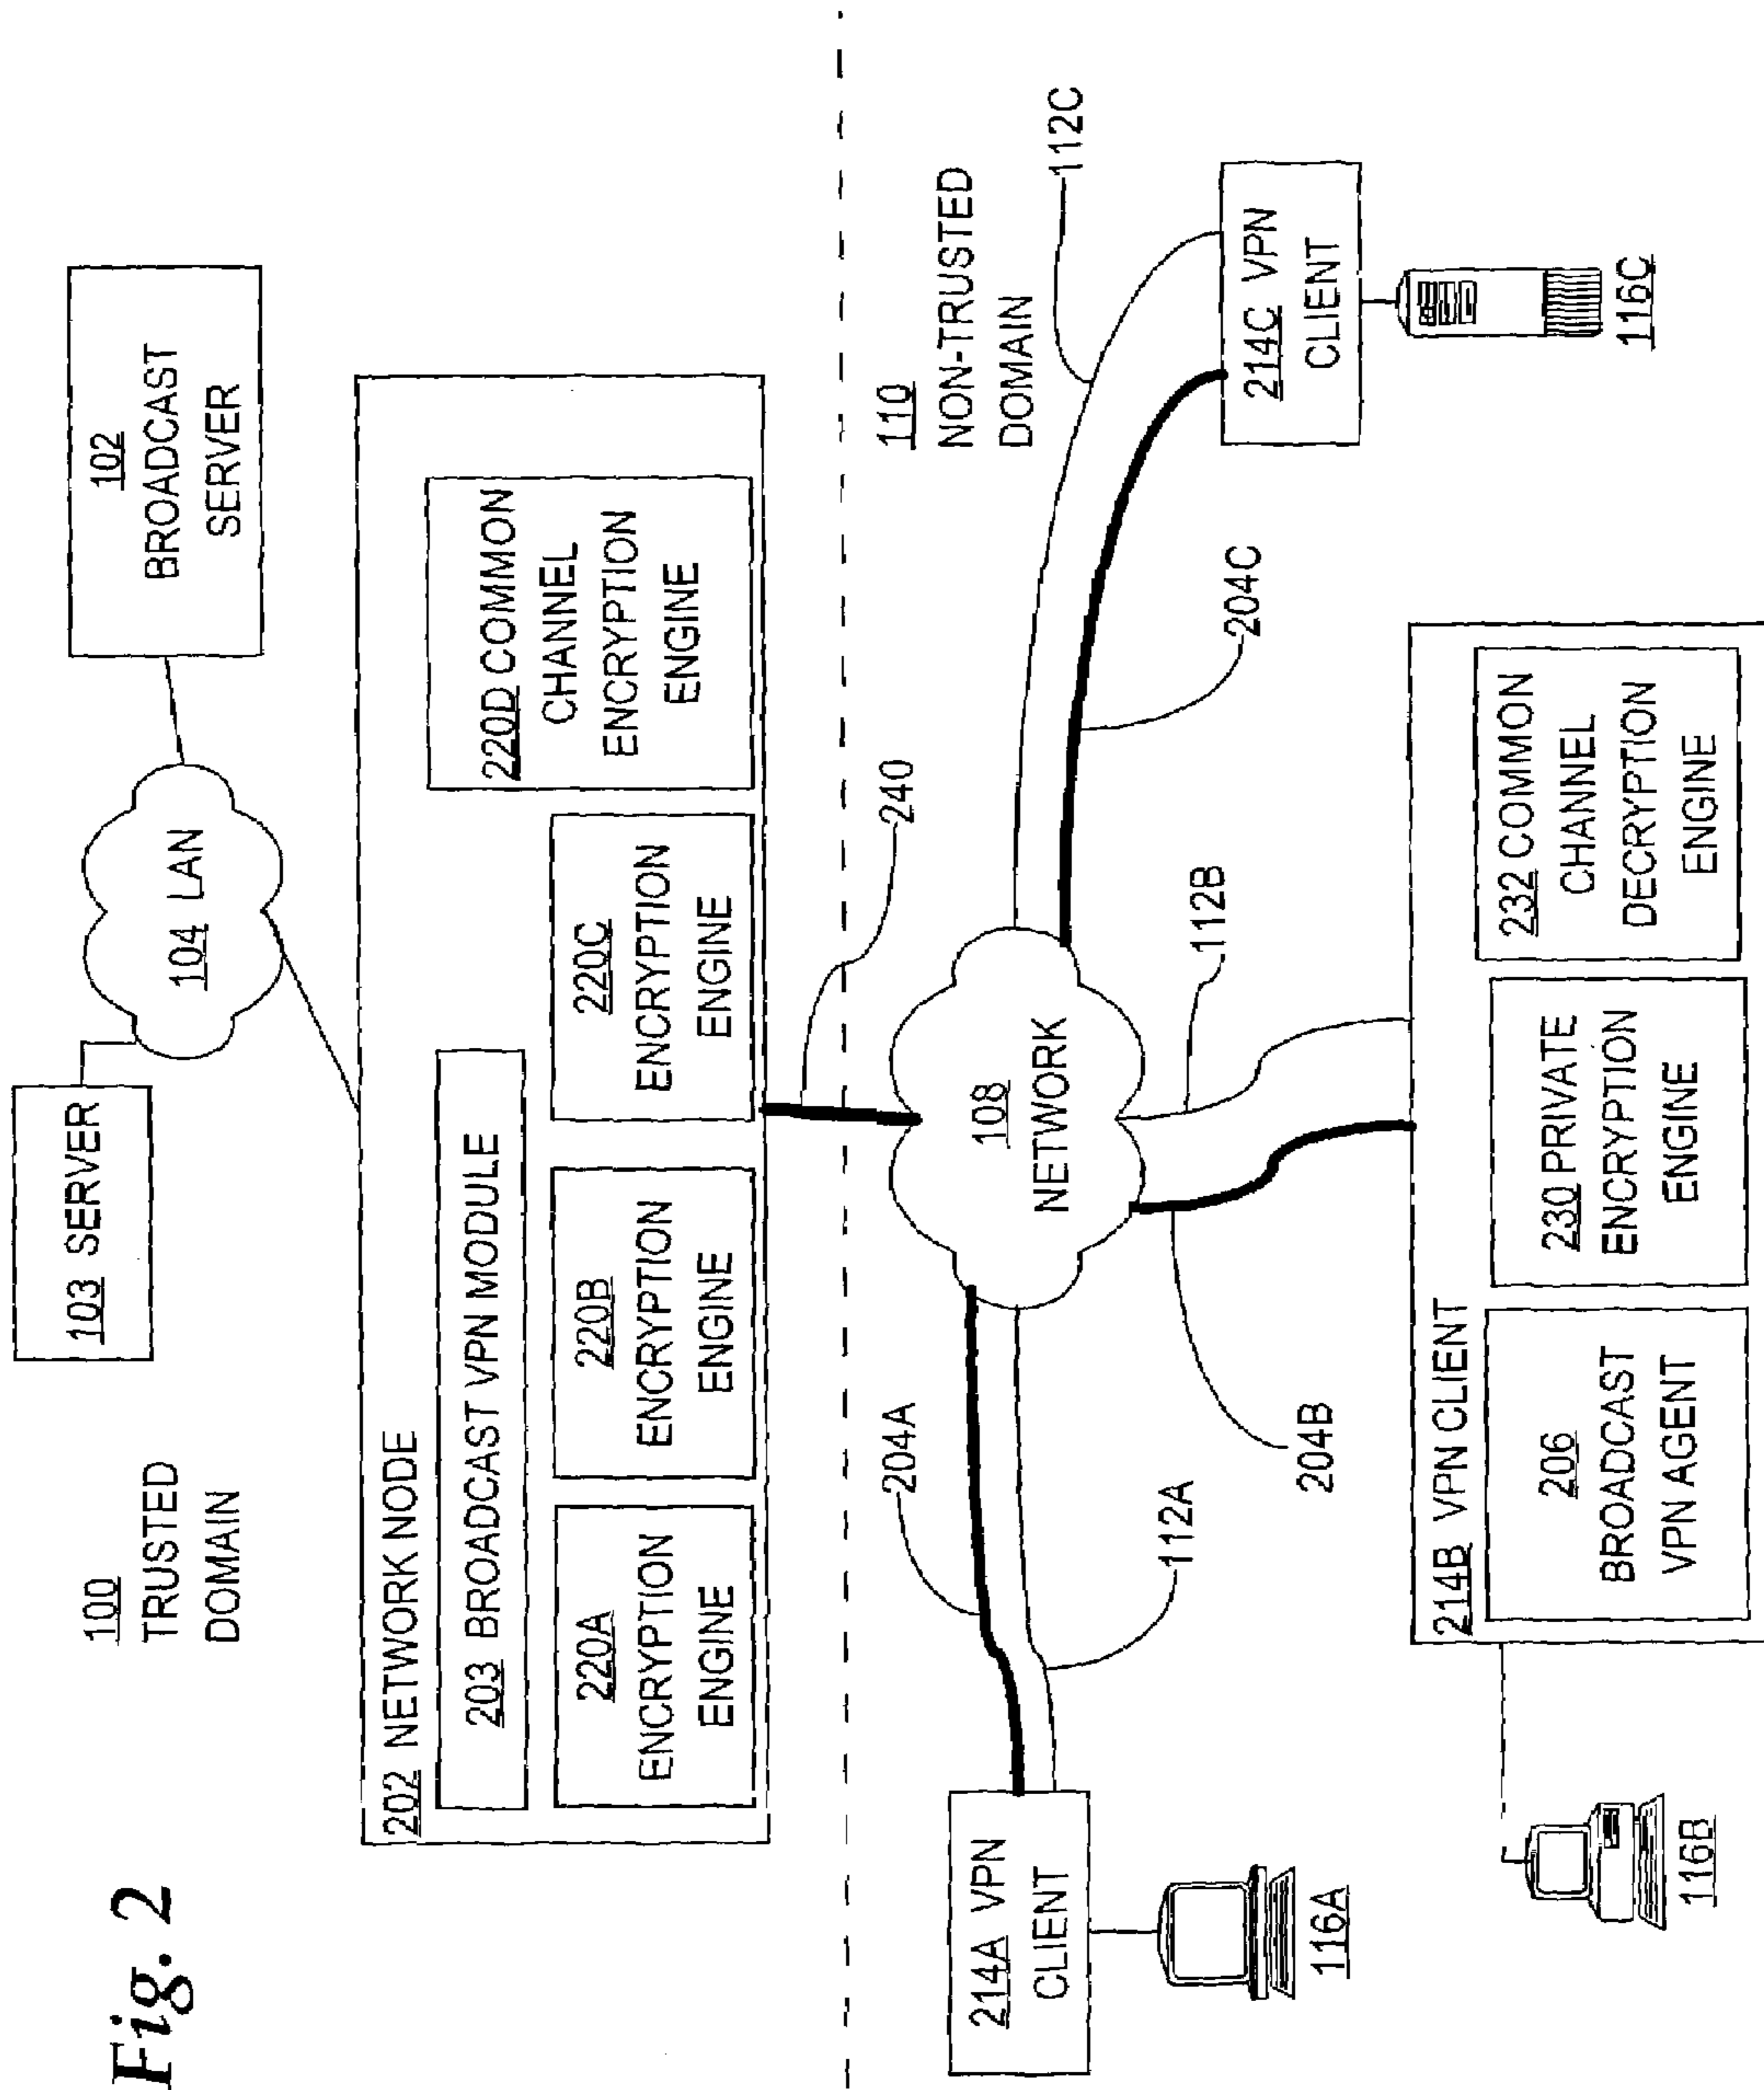 Fig. 2
100
TRUSTED
DOMAIN
103 SERVER
104 LAN
102
BROADCAST
SERVER
202 NETWORK NODE
203 BROADCAST VPN MODULE
220A
ENCRYPTION
ENGINE
220B
ENCRYPTION
ENGINE
220C
ENCRYPTION
ENGINE
220D COMMON
CHANNEL
ENCRYPTION
ENGINE
240
110
NON-TRUSTED
DOMAIN
204A
112A
108
NETWORK
112B
204B
204C
112C
214A VPN
CLIENT
116A
214C VPN
CLIENT
116C
214B VPN CLIENT
206
BROADCAST
VPN AGENT
230 PRIVATE
ENCRYPTION
ENGINE
232 COMMON
CHANNEL
DECRYPTION
ENGINE
116B